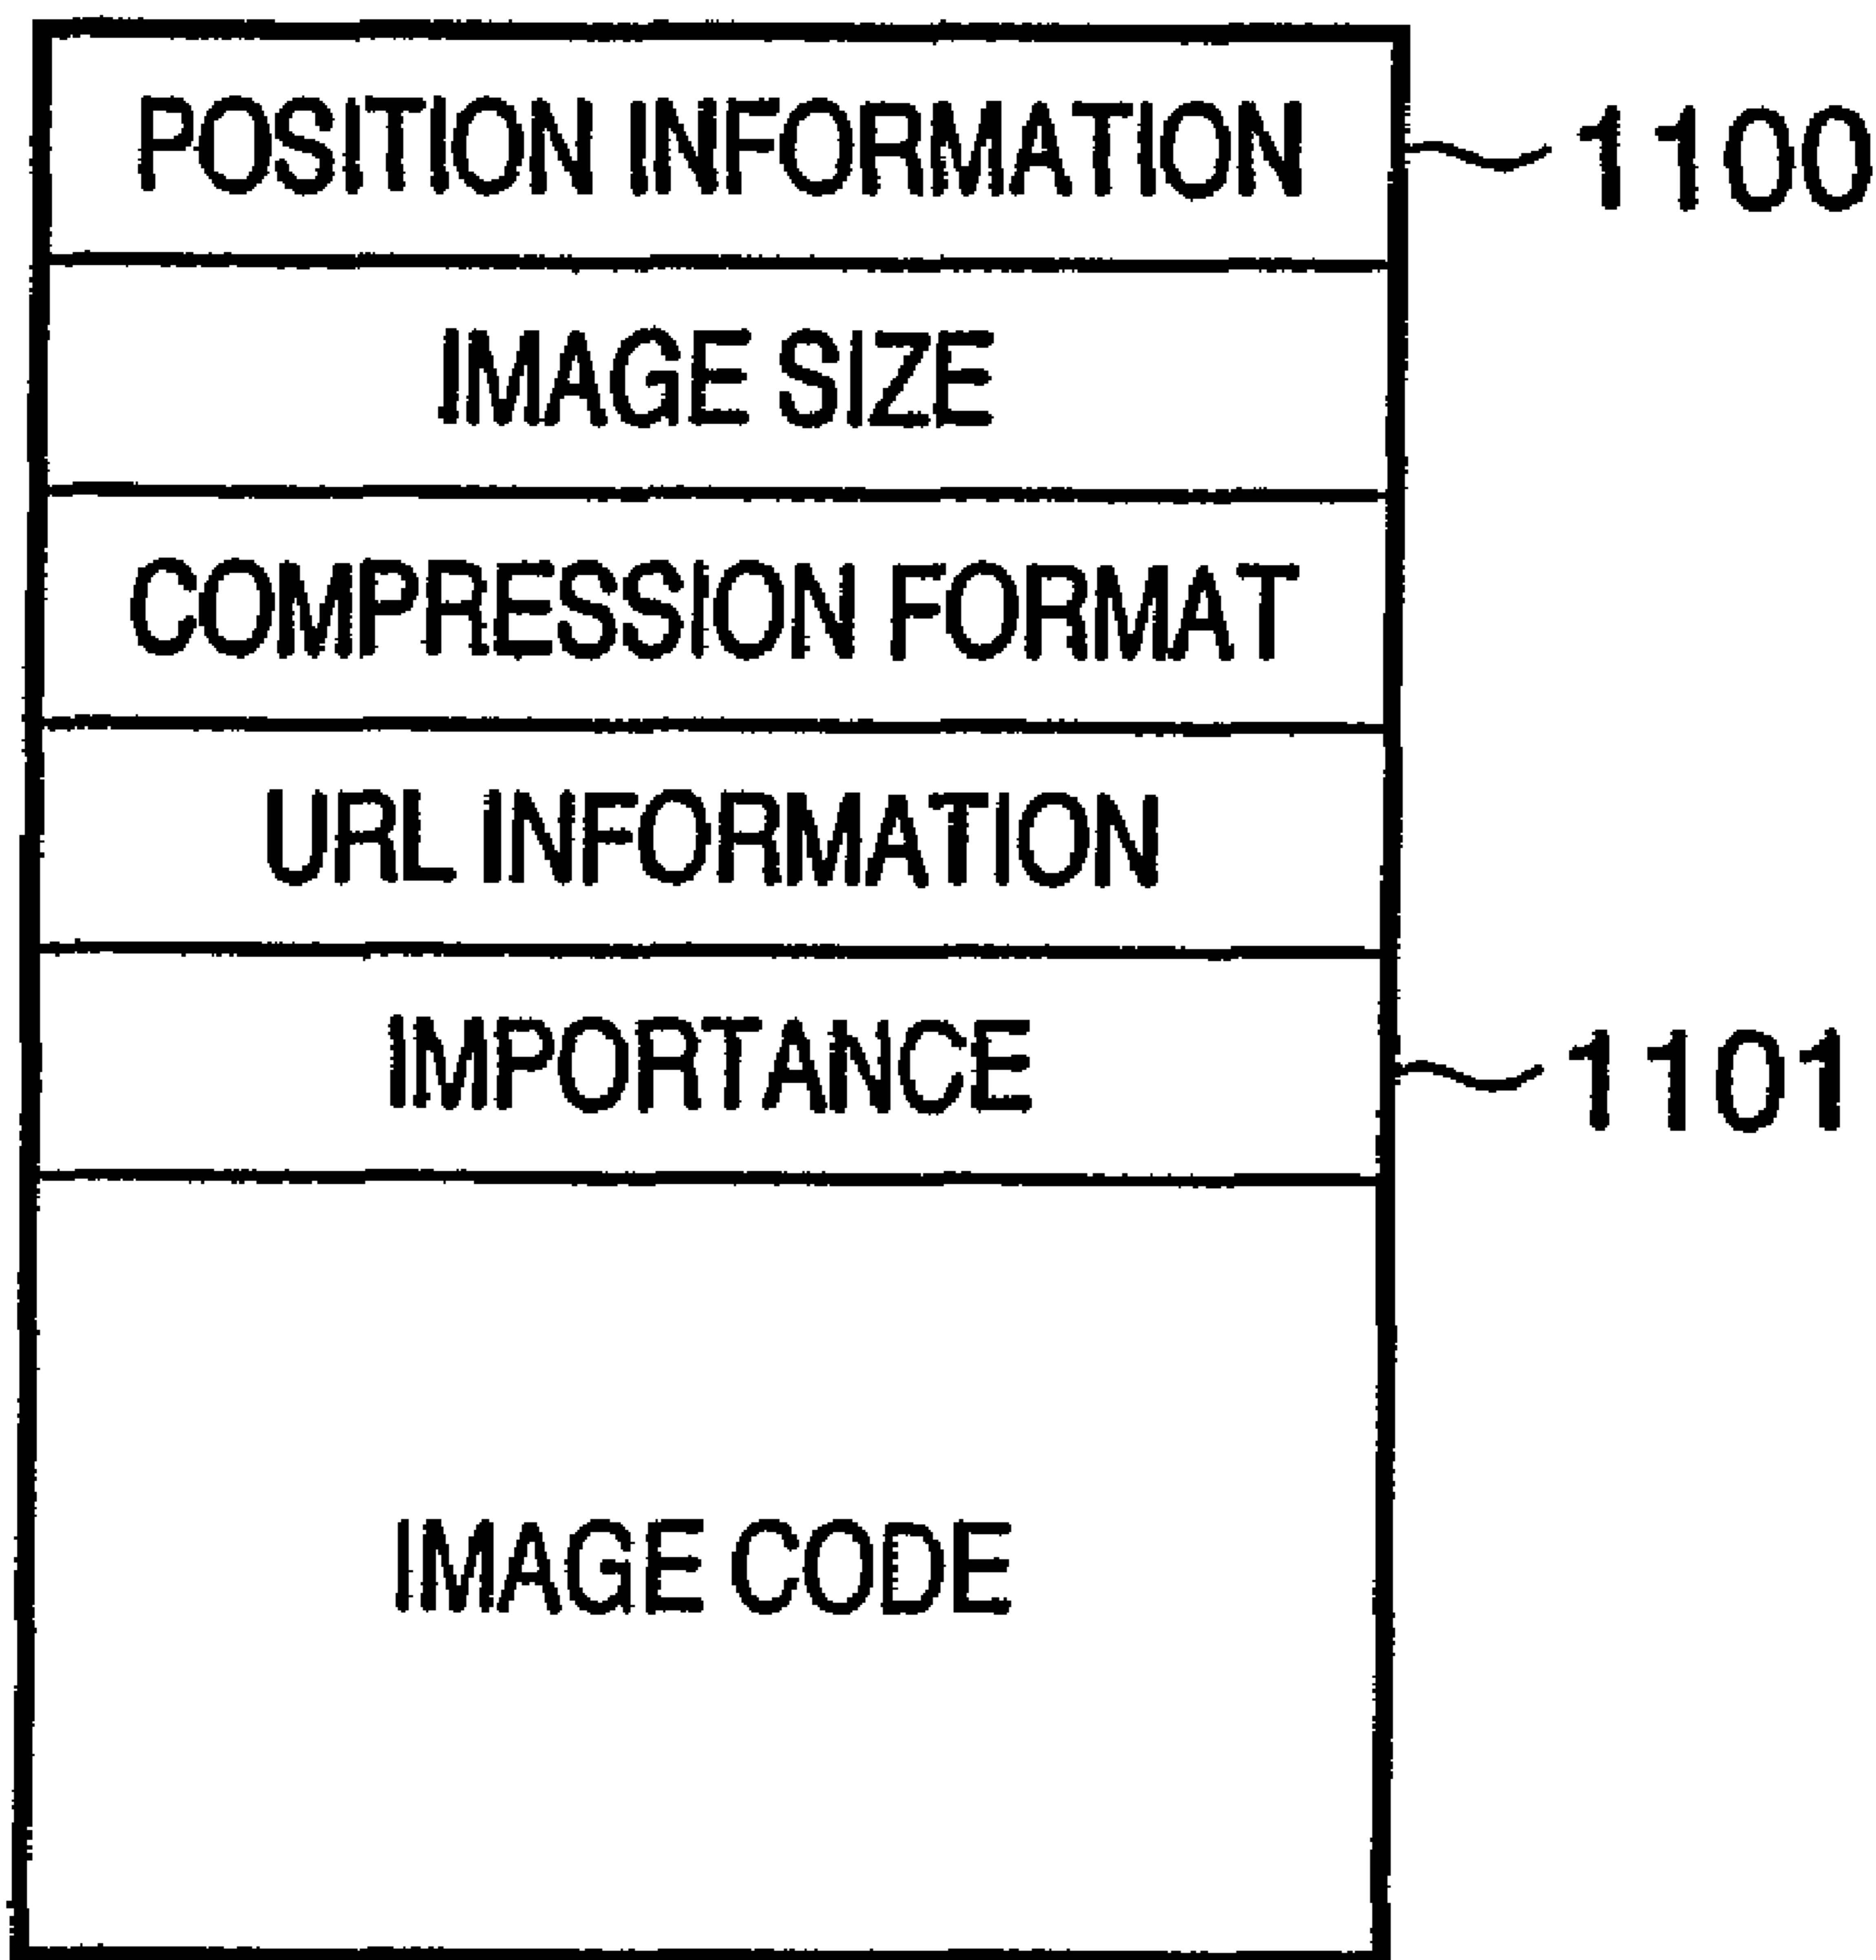 POSITION INFORMATION 1100
IMAGE SIZE
COMPRESSION FORMAT
URL INFORMATION
IMPORTANCE 1101
IMAGE CODE